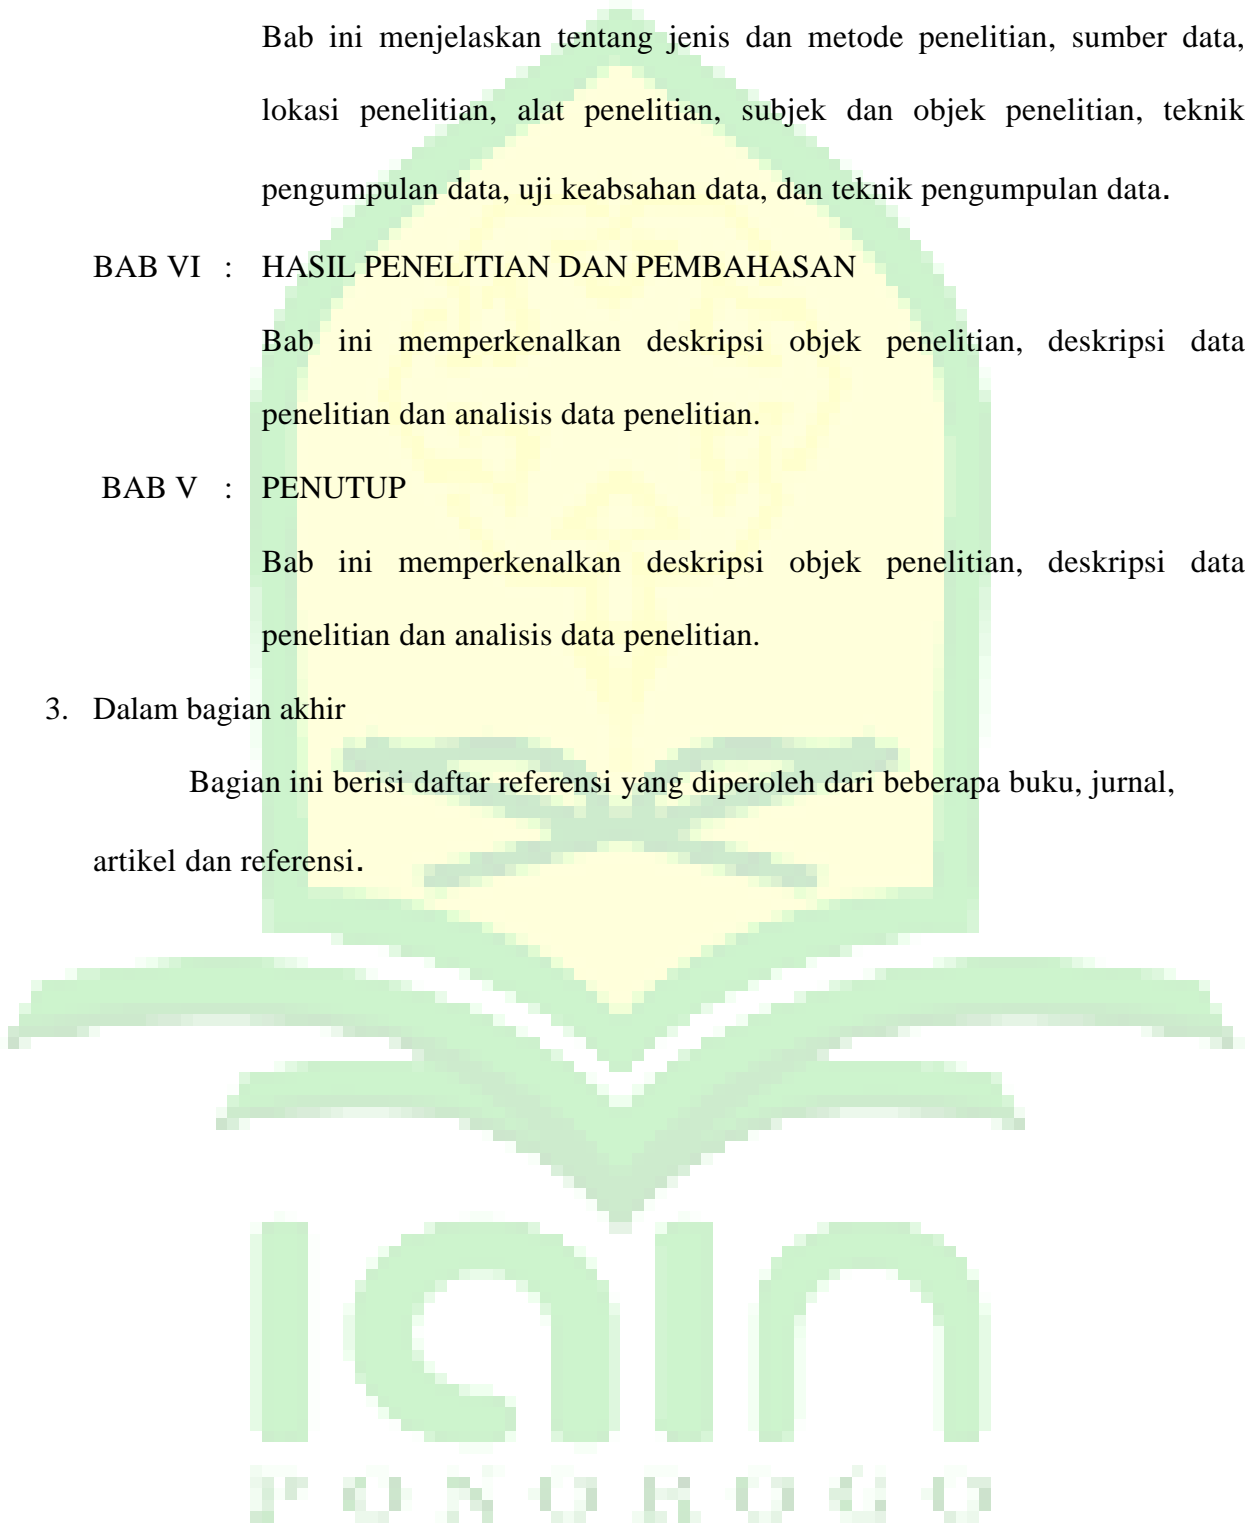 Bab ini menjelaskan tentang jenis dan metode penelitian, sumber data,
lokasi penelitian, alat penelitian, subjek dan objek penelitian, teknik
pengumpulan data, uji keabsahan data, dan teknik pengumpulan data.
BAB VI : HASIL PENELITIAN DAN PEMBAHASAN
Bab ini memperkenalkan deskripsi objek penelitian, deskripsi data
penelitian dan analisis data penelitian.
BAB V : PENUTUP
Bab ini memperkenalkan deskripsi objek penelitian, deskripsi data
penelitian dan analisis data penelitian.
3. Dalam bagian akhir
Bagian ini berisi daftar referensi yang diperoleh dari beberapa buku, jurnal,
artikel dan referensi.
iain
PONOROGO